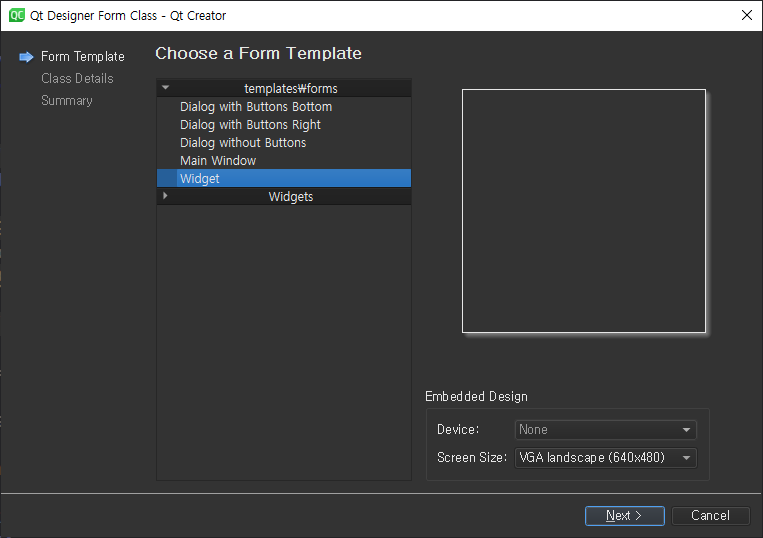 QC Qt Designer Form Class - Qt Creator
Form Template
Class Details
Summary
Choose a Form Template
templates₩forms
Dialog with Buttons Bottom
Dialog with Buttons Right
Dialog without Buttons
Main Window
Widget
Widgets
Embedded Design
Device: None
Screen Size: VGA landscape (640x480)
Next >
Cancel